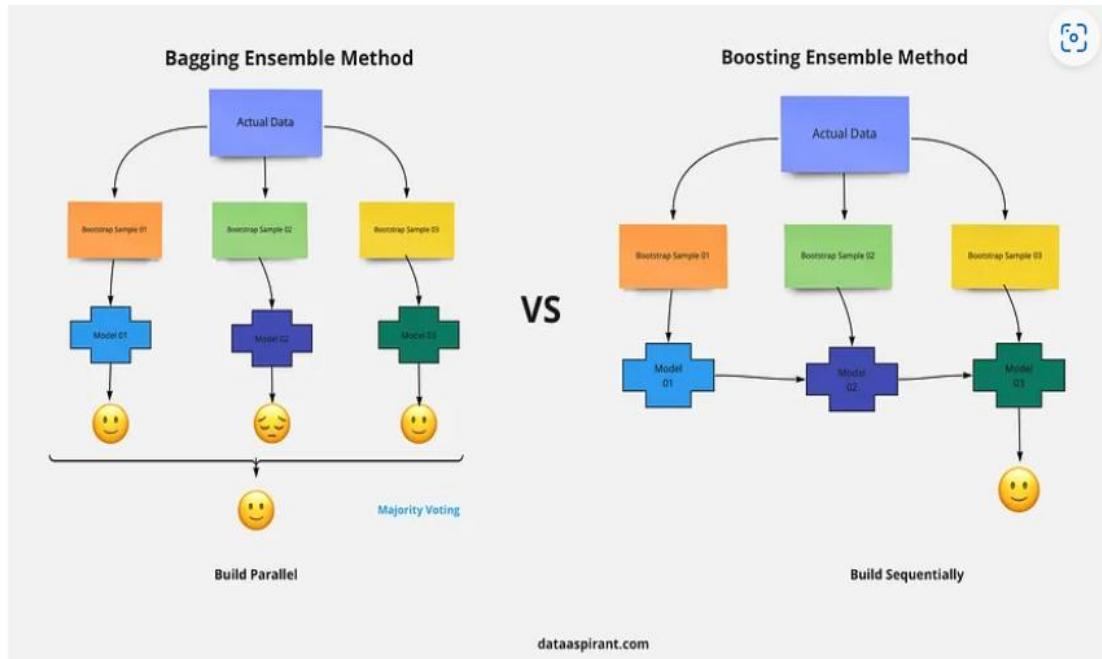 Bagging Ensemble Method
Actual Data
Bootstrap Sample 01
Bootstrap Sample 02
Bootstrap Sample 03
Model 01
Model 02
Model 03
Majority Voting
Build Parallel
VS
Boosting Ensemble Method
Actual Data
Bootstrap Sample 01
Bootstrap Sample 02
Bootstrap Sample 03
Model
01
Model
02
Model
03
Build Sequentially
dataaspirant.com